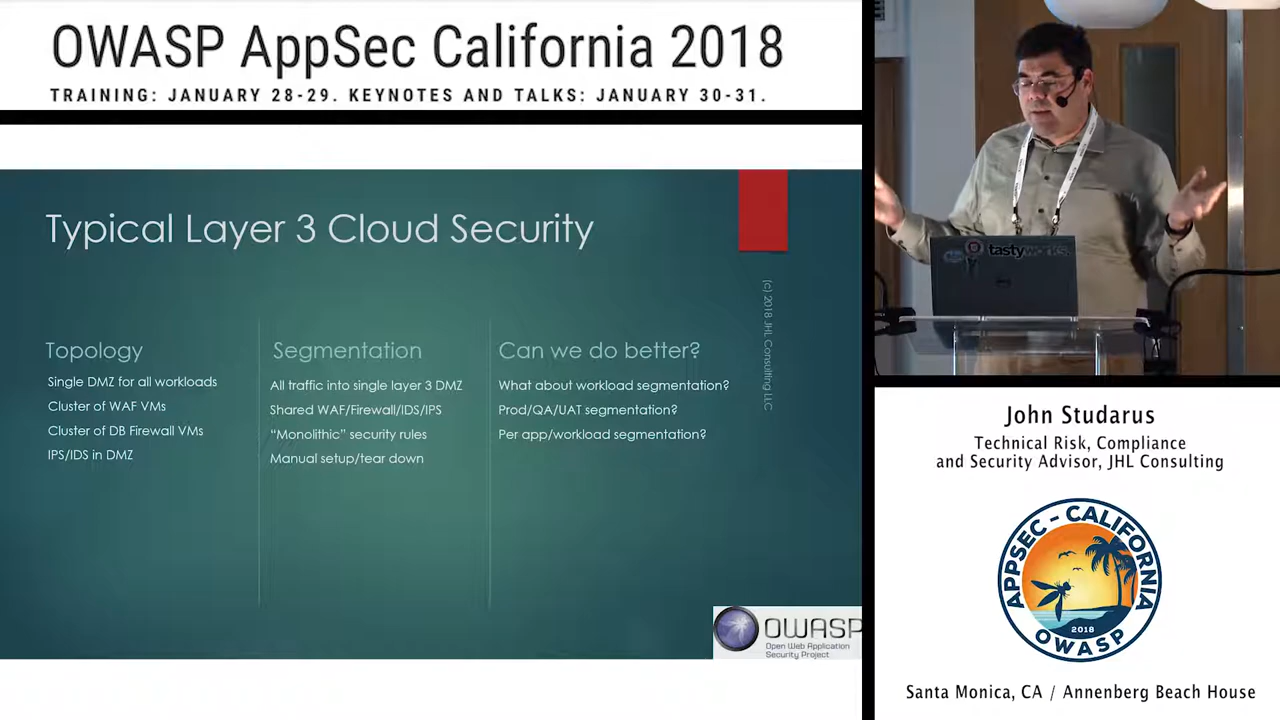 OWASP AppSec California 2018
TRAINING: JANUARY 28-29. KEYNOTES AND TALKS: JANUARY 30-31.
Typical Layer 3 Cloud Security
(c) 2018 JHL Consulting LLC
Topology
Single DMZ for all workloads
Cluster of WAF VMs
Cluster of DB Firewall VMs
IPS/IDS in DMZ
Segmentation
All traffic into single layer 3 DMZ
Shared WAF/Firewall/IDS/IPS
“Monolithic” security rules
Manual setup/tear down
Can we do better?
What about workload segmentation?
Prod/QA/UAT segmentation?
Per app/workload segmentation?
OWASP
Open Web Application
Security Project
tastyworks
John Studarus
Technical Risk, Compliance
and Security Advisor, JHL Consulting
APPSEC - CALIFORNIA
2018
OWASP
Santa Monica, CA / Annenberg Beach House